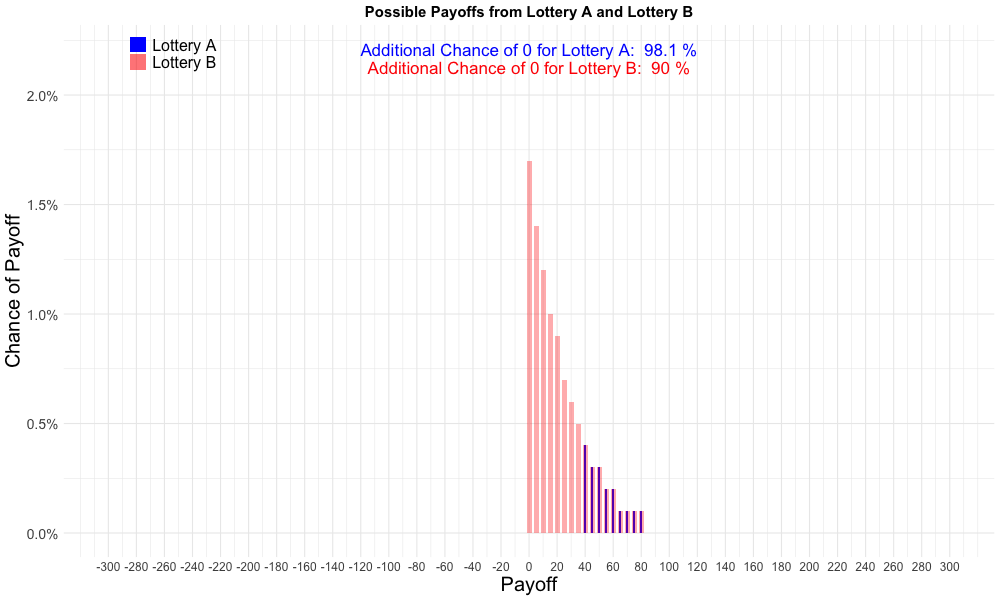 Possible Payoffs from Lottery A and Lottery B
Lottery A
Lottery B
Additional Chance of 0 for Lottery A: 98.1 %
Additional Chance of 0 for Lottery B: 90 %
Chance of Payoff
2.0%
1.5%
1.0%
0.5%
0.0%
-300 -280 -260 -240 -220 -200 -180 -160 -140 -120 -100 -80 -60 -40 -20 0 20 40 60 80 100 120 140 160 180 200 220 240 260 280 300
Payoff